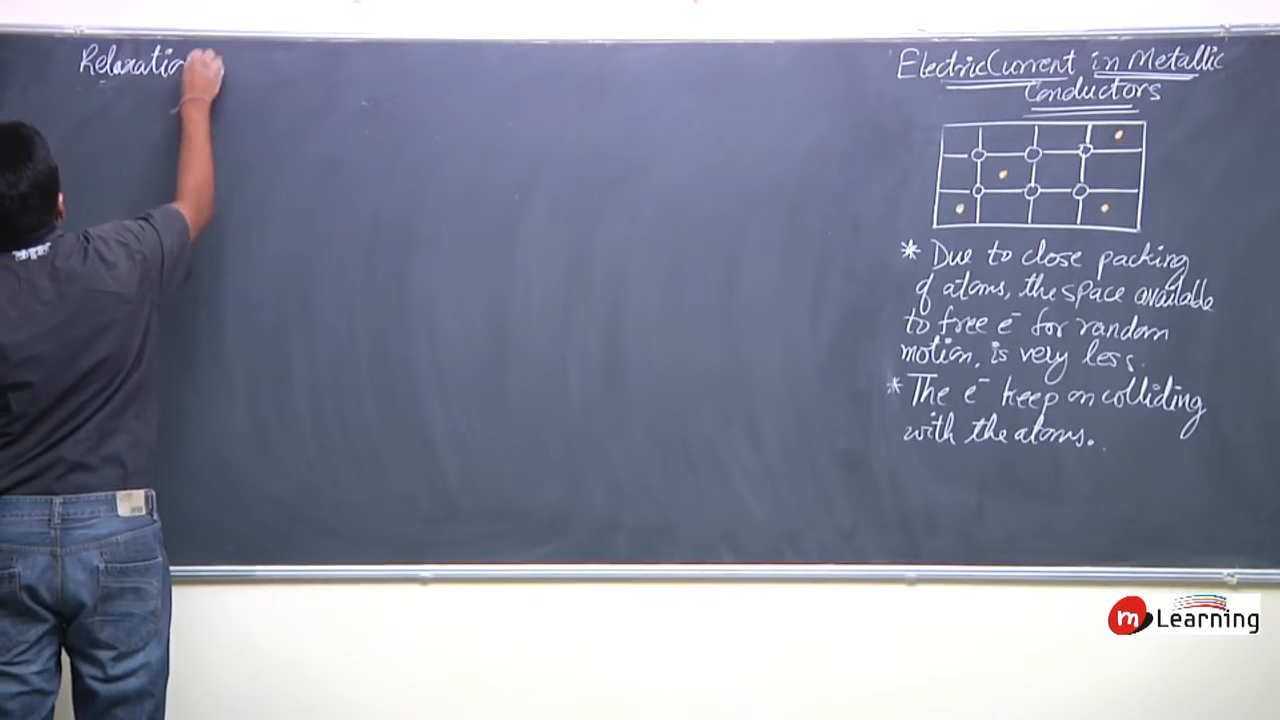 Relaxatio
Electric Current in Metallic
Conductors
* Due to close packing
of atoms, the space available
to free e⁻ for random
motion, is very less.
* The e⁻ keep on colliding
with the atoms.
m Learning